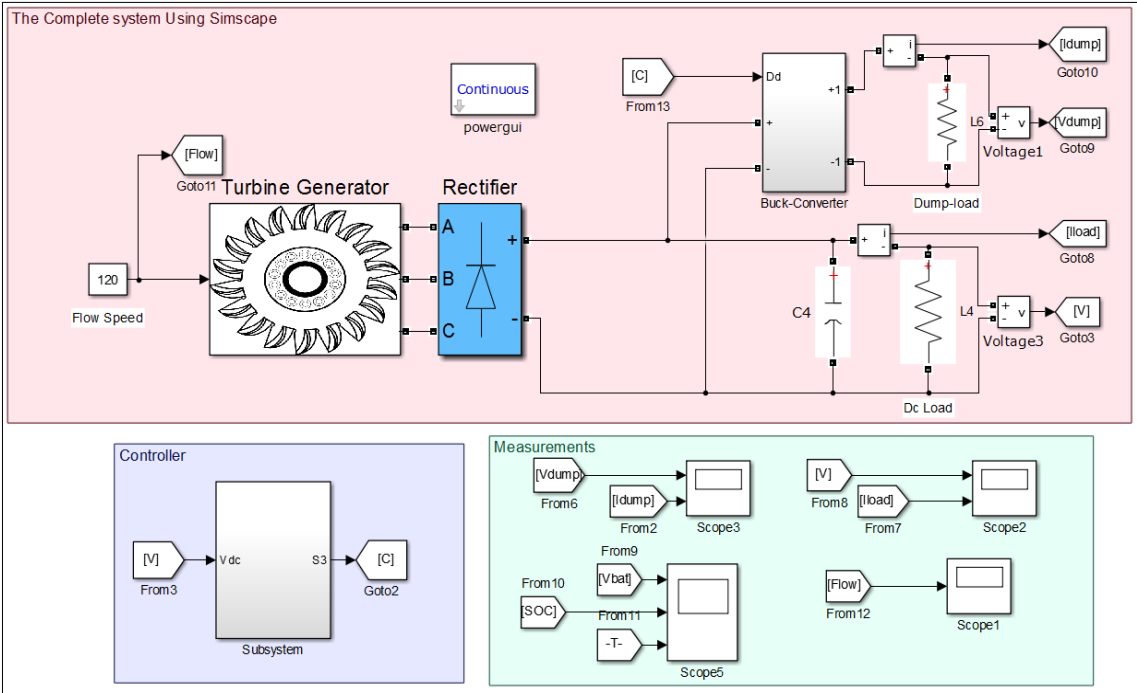 The Complete system Using Simscape
[Idump]
Goto10
[C]
From13
Dd
+1
+
-
-1
Buck-Converter
+
i
-
+
L6
Dump-load
+
-
v
Voltage1
[Vdump]
Goto9
Continuous
powergui
[Flow]
Goto11
Turbine Generator
Rectifier
A
B
C
+
-
120
Flow Speed
+
i
-
[Iload]
Goto8
+
C4
+
L4
Dc Load
+
-
v
Voltage3
[V]
Goto3
Controller
[V]
From3
Vdc
S3
Subsystem
[C]
Goto2
Measurements
[Vdump]
From6
[Idump]
From2
Scope3
[V]
From8
[Iload]
From7
Scope2
From9
[Vbat]
From10
[SOC]
From11
-T-
Scope5
[Flow]
From12
Scope1